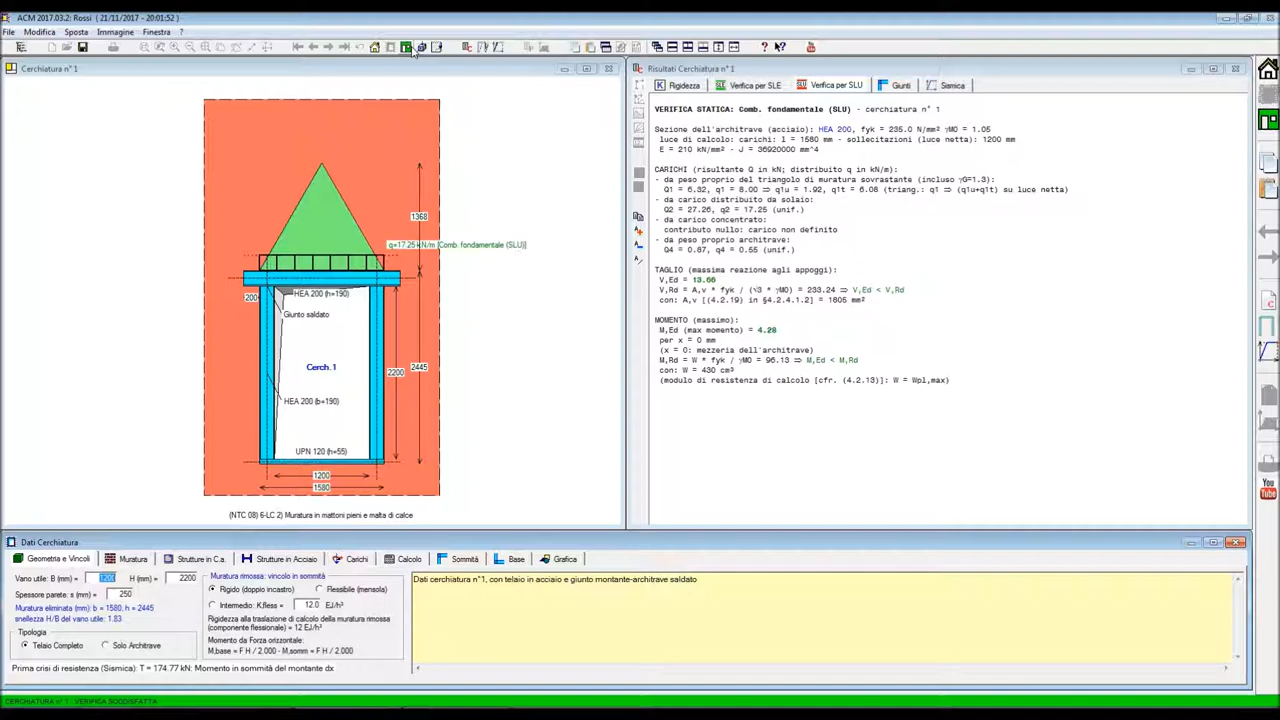 ACM 2017.03.2: Rossi ( 21/11/2017 - 20:01:52 )
File Modifica Sposta Immagine Finestra ?
Cerchiatura n° 1
1368
q=17.25 kN/m [Comb. fondamentale (SLU)]
HEA 200 (h=190)
200
Giunto saldato
Cerch.1
2200
2445
HEA 200 (b=190)
UPN 120 (h=55)
1200
1580
(NTC 08) 6-LC 2) Muratura in mattoni pieni e malta di calce
Risultati Cerchiatura n° 1
Rigidezza Verifica per SLE Verifica per SLU Giunti Sismica
VERIFICA STATICA: Comb. fondamentale (SLU) - cerchiatura n° 1
Sezione dell'architrave (acciaio): HEA 200, fyk = 235.0 N/mm² γM0 = 1.05
luce di calcolo: carichi: l = 1580 mm - sollecitazioni (luce netta): 1200 mm
E = 210 kN/mm² - J = 36920000 mm^4
CARICHI (risultante Q in kN; distribuito q in kN/m):
- da peso proprio del triangolo di muratura sovrastante (incluso γG=1.3):
Q1 = 6.32, q1 = 8.00 ⇒ q1u = 1.92, q1t = 6.08 (triang.: q1 ⇒ (q1u+q1t) su luce netta)
- da carico distribuito da solaio:
Q2 = 27.26, q2 = 17.25 (unif.)
- da carico concentrato:
contributo nullo: carico non definito
- da peso proprio architrave:
Q4 = 0.87, q4 = 0.55 (unif.)
TAGLIO (massima reazione agli appoggi):
V,Ed = 13.66
V,Rd = A,v * fyk / (√3 * γM0) = 233.24 ⇒ V,Ed < V,Rd
con: A,v [(4.2.19) in §4.2.4.1.2] = 1805 mm²
MOMENTO (massimo):
M,Ed (max momento) = 4.28
per x = 0 mm
(x = 0: mezzeria dell'architrave)
M,Rd = W * fyk / γM0 = 96.13 ⇒ M,Ed < M,Rd
con: W = 430 cm³
(modulo di resistenza di calcolo [cfr. (4.2.13)]: W = Wpl,max)
You
Tube
Dati Cerchiatura
Geometria e Vincoli Muratura Strutture in C.a. Strutture in Acciaio Carichi Calcolo Sommità Base Grafica
Vano utile: B (mm) = 1200 H (mm) = 2200
Spessore parete: s (mm) = 250
Muratura eliminata (mm): b = 1580, h = 2445
snellezza H/B del vano utile: 1.83
Tipologia
Telaio Completo Solo Architrave
Muratura rimossa: vincolo in sommità
Rigido (doppio incastro) Flessibile (mensola)
Intermedio: K,fless = 12.0 EJ/h³
Rigidezza alla traslazione di calcolo della muratura rimossa
(componente flessionale) = 12 EJ/h³
Momento da Forza orizzontale:
M,base = F H / 2.000 - M,somm = F H / 2.000
Dati cerchiatura n°1, con telaio in acciaio e giunto montante-architrave saldato
Prima crisi di resistenza (Sismica): T = 174.77 kN: Momento in sommità del montante dx
CERCHIATURA n° 1 : VERIFICA SODDISFATTA